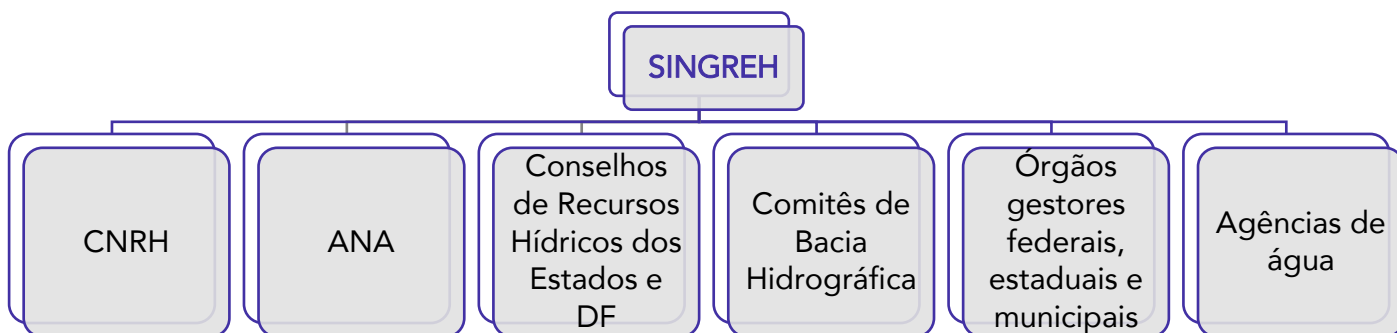 SINGREH
CNRH
ANA
Conselhos
de Recursos
Hídricos dos
Estados e
DF
Comitês de
Bacia
Hidrográfica
Órgãos
gestores
federais,
estaduais e
municipais
Agências de
água